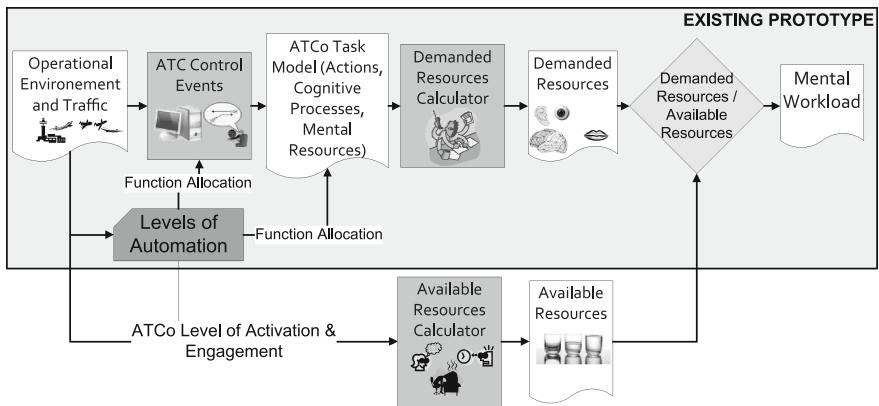 EXISTING PROTOTYPE
Operational
Environement
and Traffic
ATC Control
Events
ATCo Task
Model (Actions,
Cognitive
Processes,
Mental
Resources)
Demanded
Resources
Calculator
Demanded
Resources
Demanded
Resources /
Available
Resources
Mental
Workload
Function Allocation
Levels of
Automation
Function Allocation
ATCo Level of Activation &
Engagement
Available
Resources
Calculator
Available
Resources